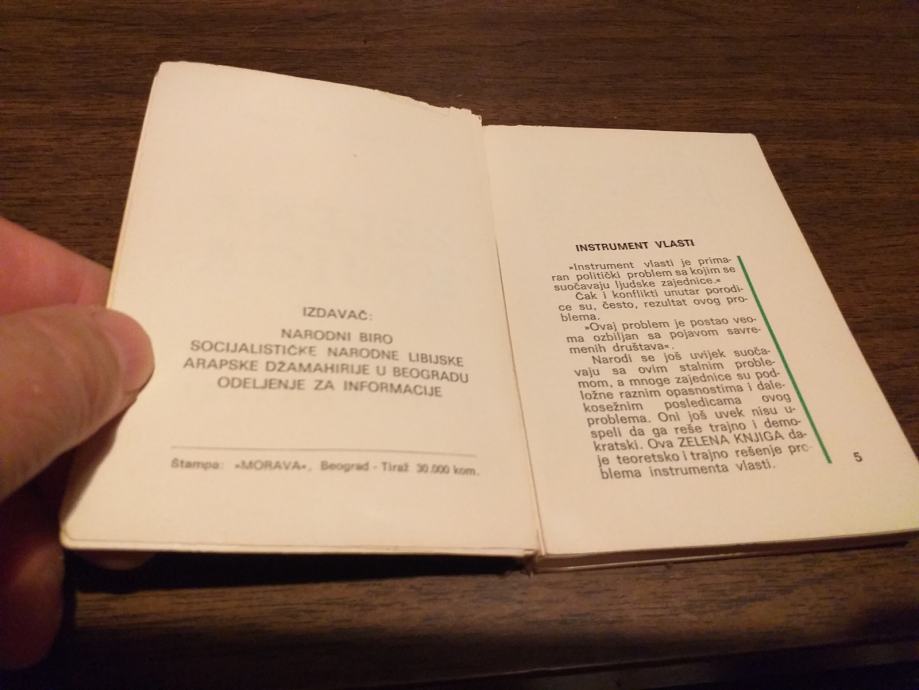 IZDAVAČ:
NARODNI BIRO
SOCIJALISTIČKE NARODNE LIBIJSKE
ARAPSKE DŽAMAHIRIJE U BEOGRADU
ODELJENJE ZA INFORMACIJE
Štampa: »MORAVA«, Beograd - Tiraž 30.000 kom.
INSTRUMENT VLASTI
»Instrument vlasti je prima-
ran politički problem sa kojim se
suočavaju ljudske zajednice.«
Čak i konflikti unutar porodi-
ce su, često, rezultat ovog pro-
blema.
»Ovaj problem je postao veo-
ma ozbiljan sa pojavom savre-
menih društava«.
Narodi se još uvijek suoča-
vaju sa ovim stalnim proble-
mom, a mnoge zajednice su pod-
ložne raznim opasnostima i dale-
kosežnim posledicama ovog
problema. Oni još uvek nisu u-
speli da ga reše trajno i demo-
kratski. Ova ZELENA KNJIGA da-
je teoretsko i trajno rešenje pro-
blema instrumenta vlasti.
5